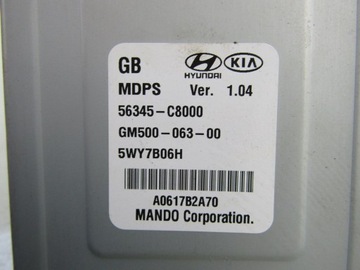 GB HYUNDAI KIA
MDPS Ver. 1.04
56345-C8000
GM500-063-00
5WY7B06H
A0617B2A70
MANDO Corporation.